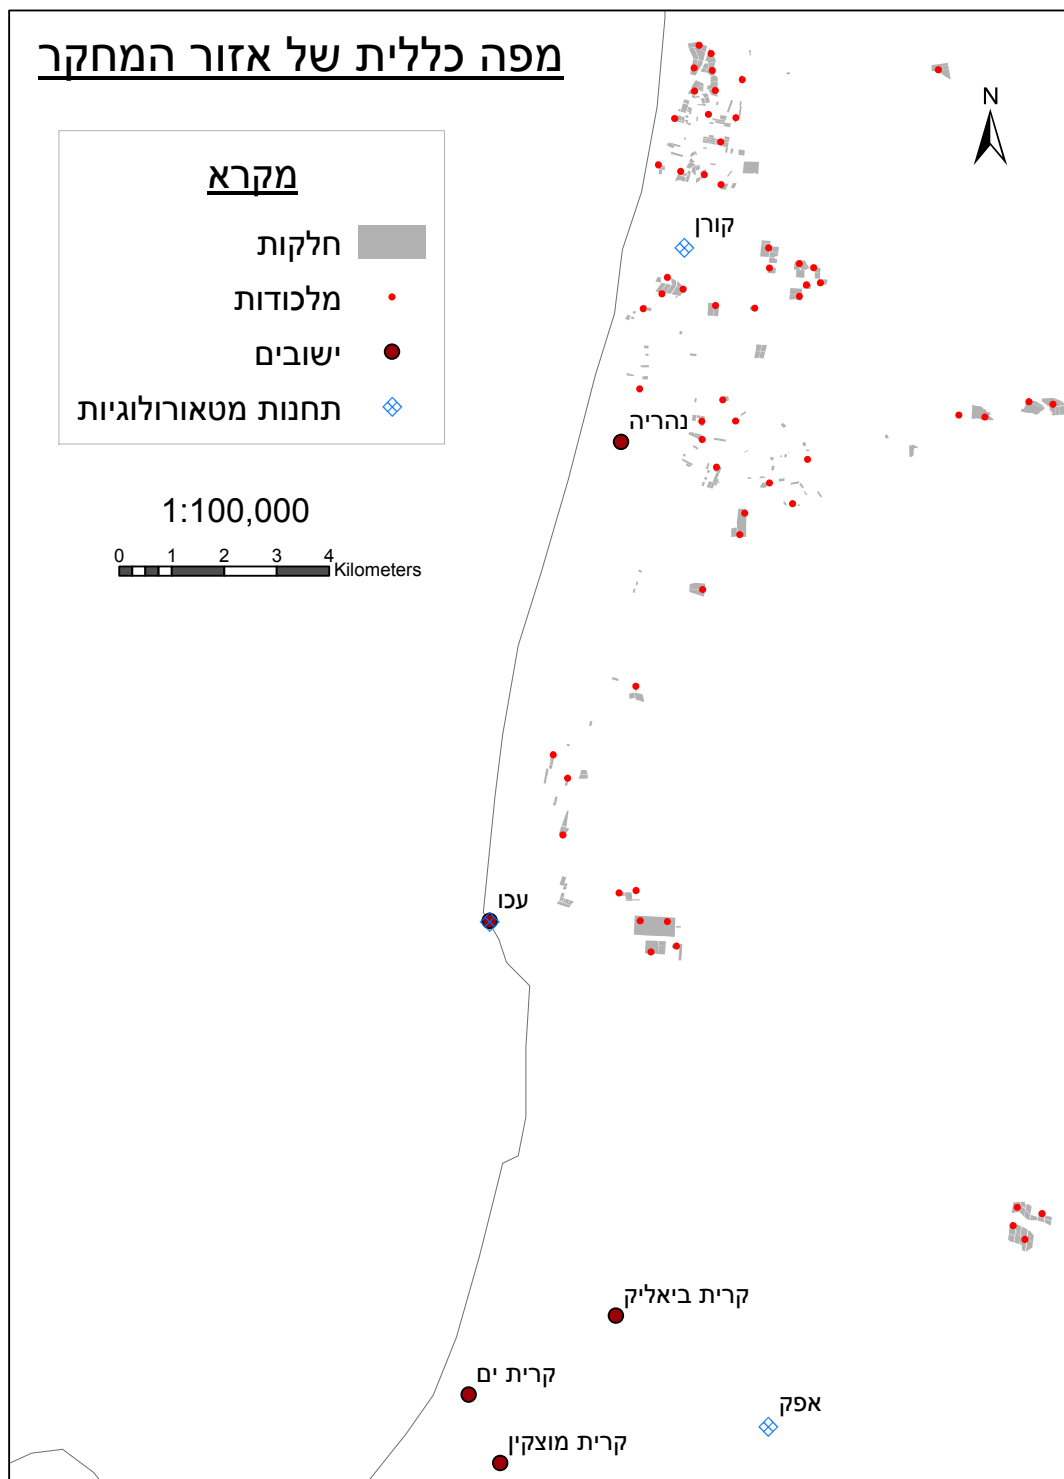 מפה כללית של אזור המחקר
N
מקרא
חלקות
מלכודות
ישובים
תחנות מטאורולוגיות
1:100,000
0 1 2 3 4 Kilometers
קורן
נהריה
עכו
קרית ביאליק
קרית ים
אפק
קרית מוצקין